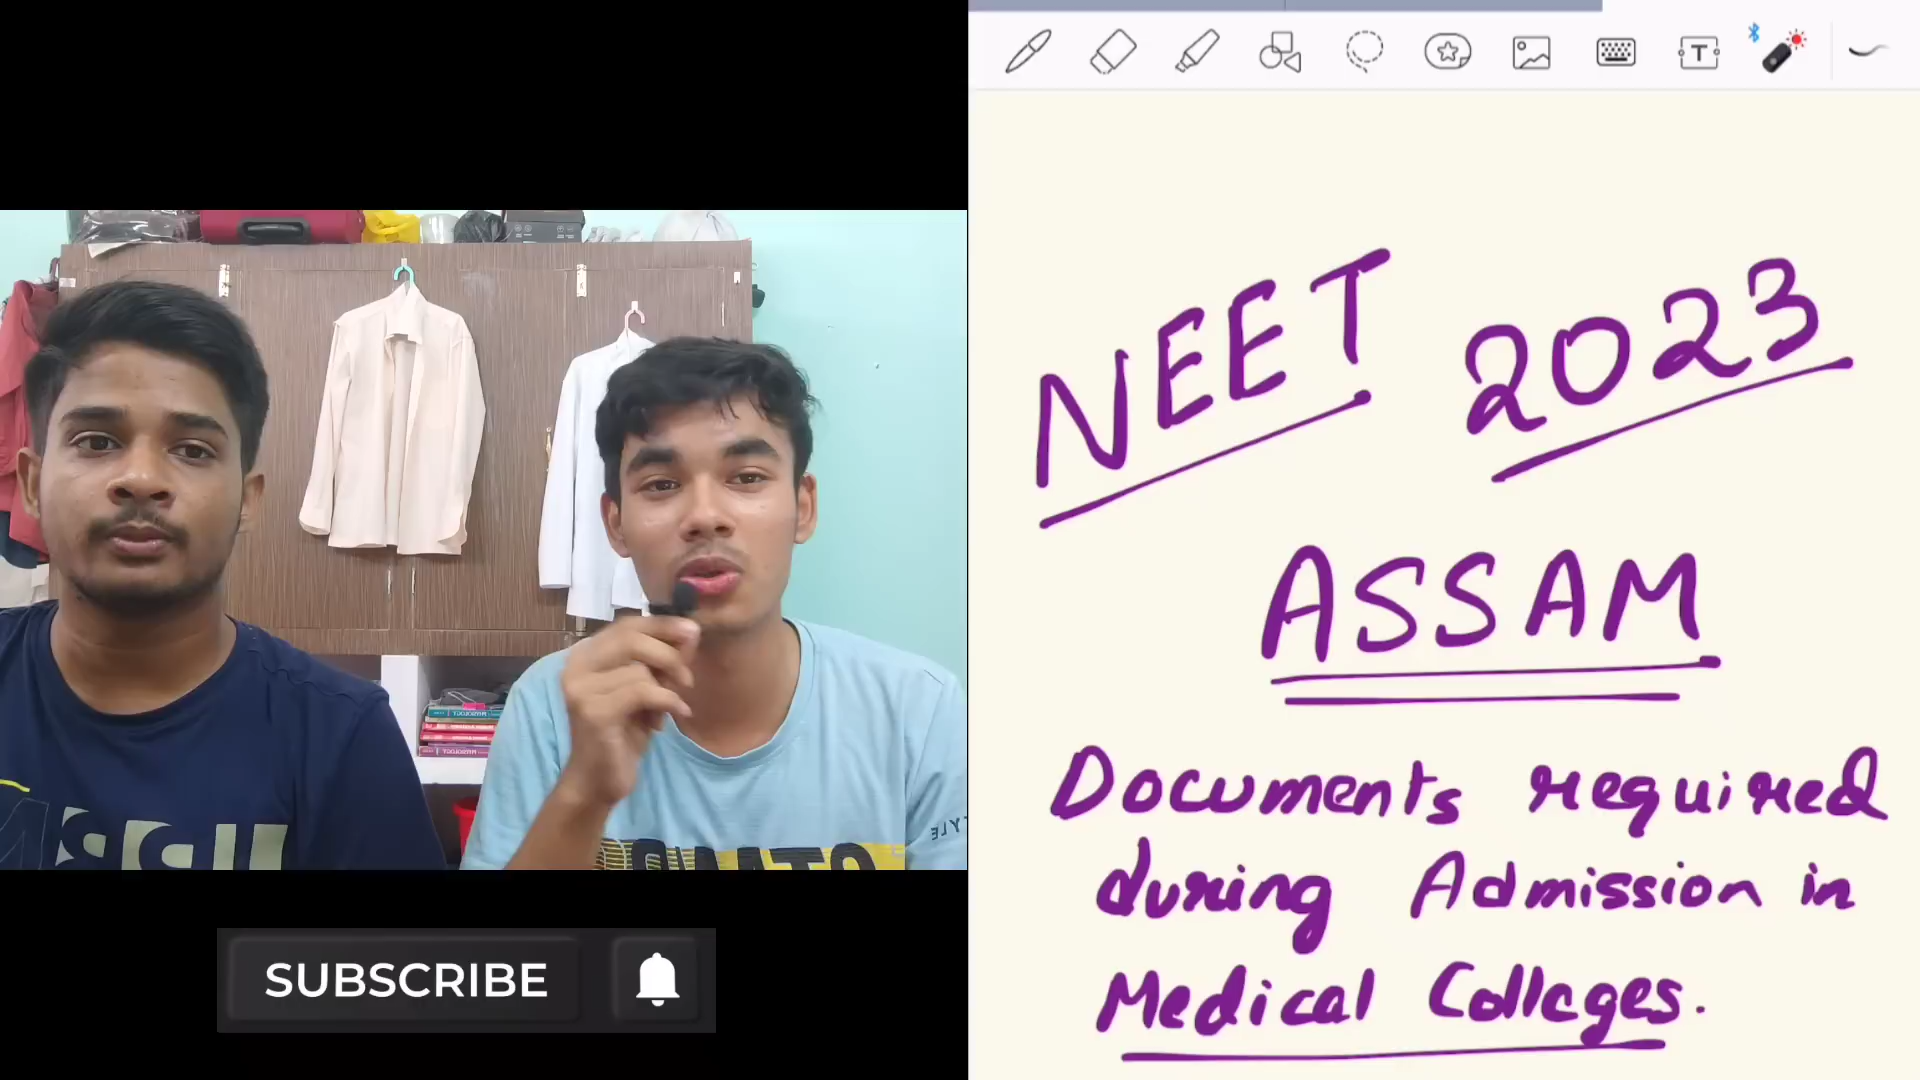 NEET 2023
ASSAM
Documents required
during Admission in
Medical Colleges.
SUBSCRIBE